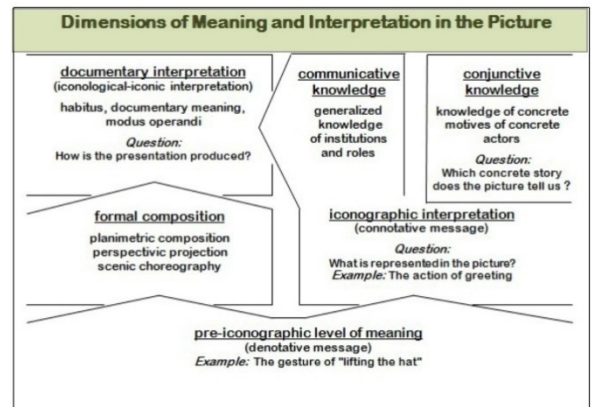 Dimensions of Meaning and Interpretation in the Picture
documentary interpretation
(iconological-iconic interpretation)
habitus, documentary meaning,
modus operandi
Question:
How is the presentation produced?
communicative
knowledge
generalized
knowledge
of institutions
and roles
conjunctive
knowledge
knowledge of concrete
motives of concrete
actors
Question:
Which concrete story
does the picture tell us ?
formal composition
planimetric composition
perspectivic projection
scenic choreography
iconographic interpretation
(connotative message)
Question:
What is represented in the picture?
Example: The action of greeting
pre-iconographic level of meaning
(denotative message)
Example: The gesture of "lifting the hat"